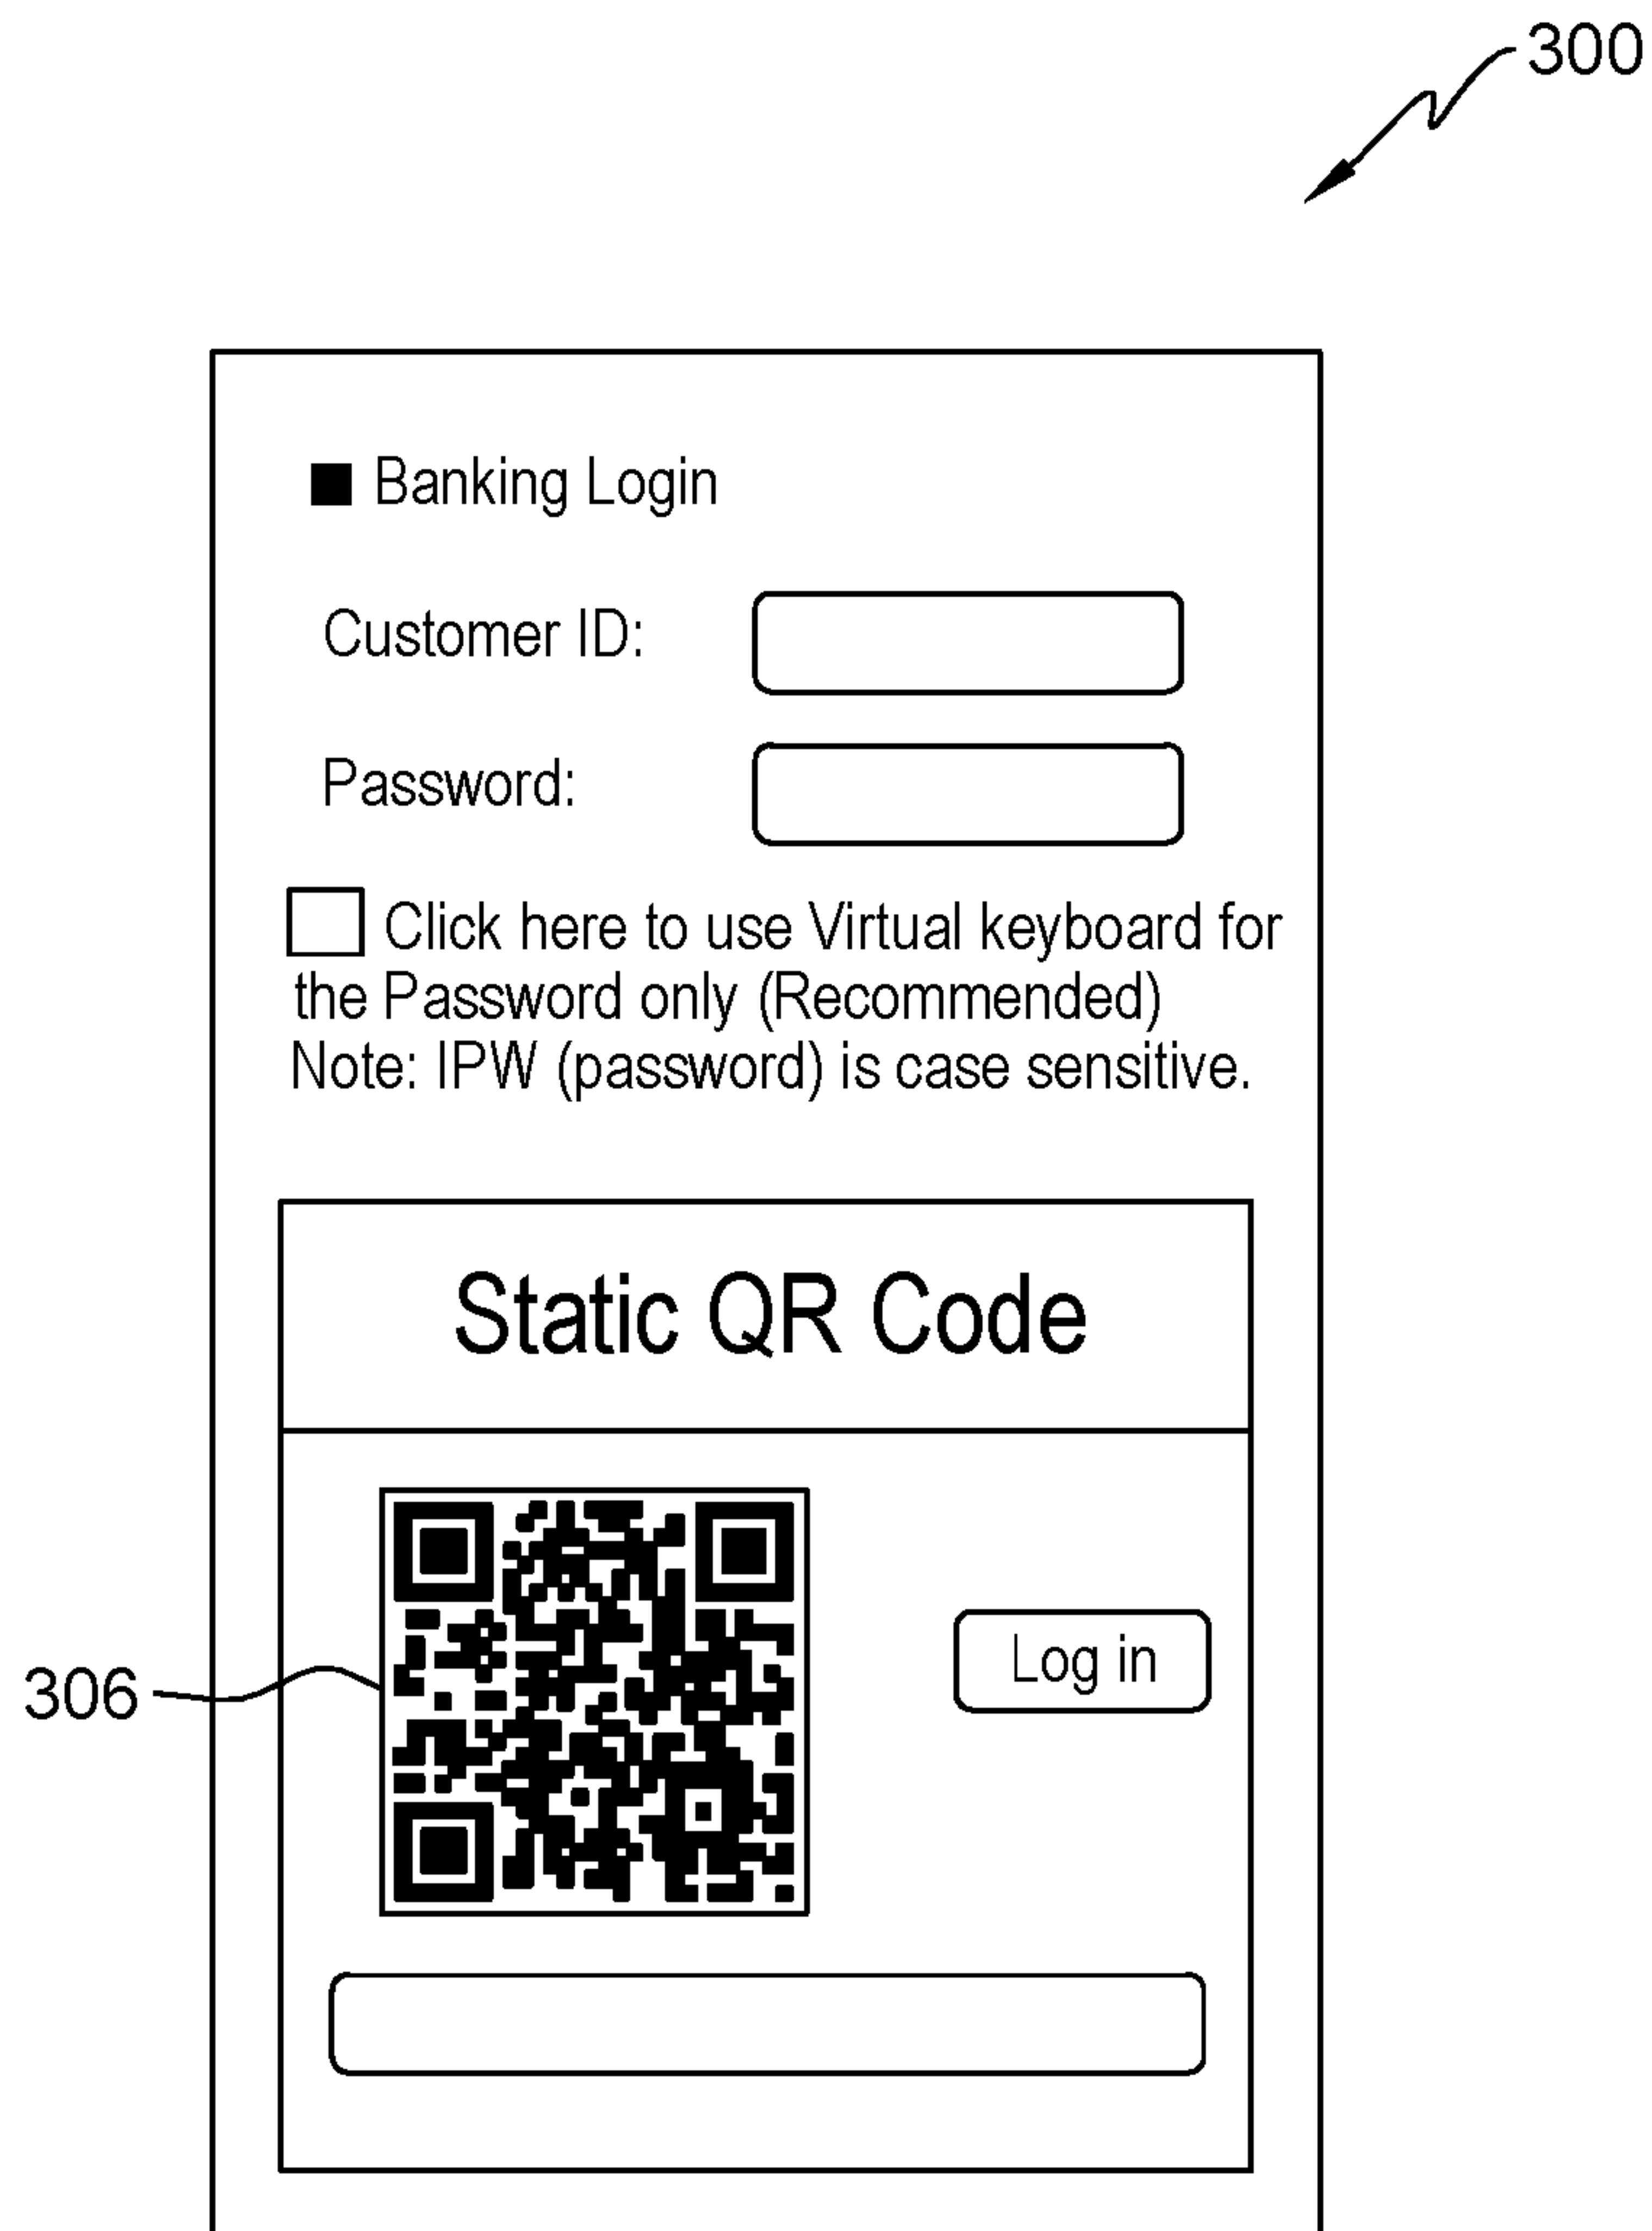 300
Banking Login
Customer ID:
Password:
Click here to use Virtual keyboard for
the Password only (Recommended)
Note: IPW (password) is case sensitive.
Static QR Code
Log in
306